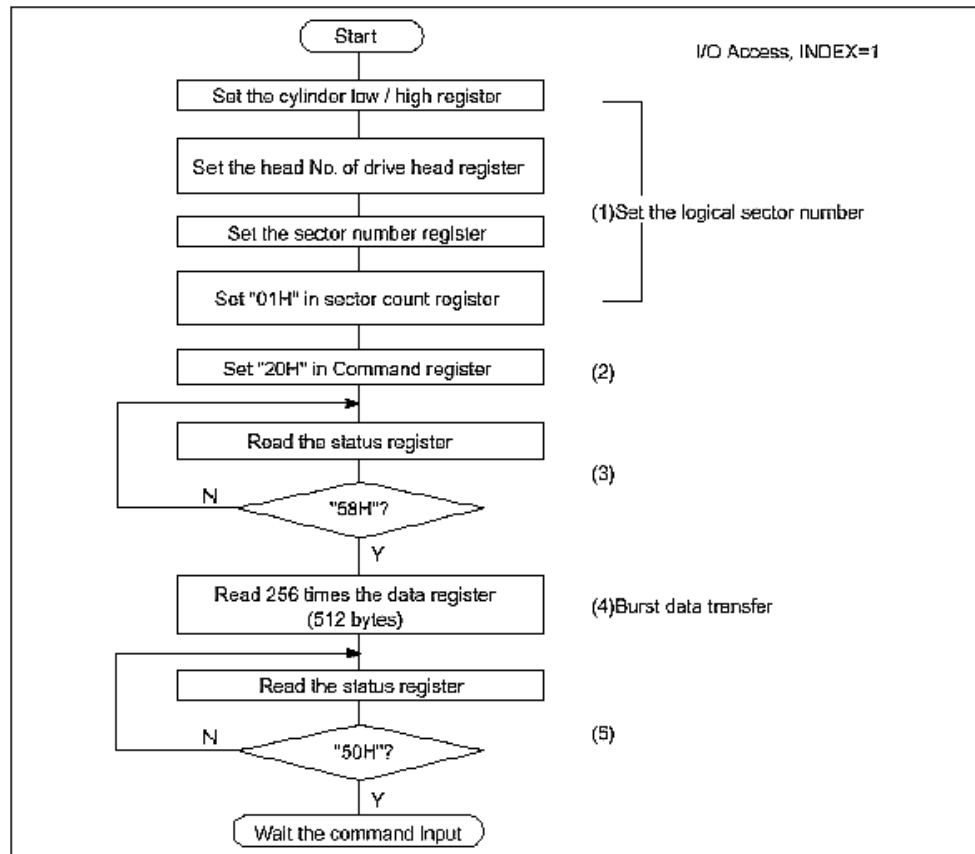 Start
I/O Access, INDEX=1
Set the cylinder low / high register
Set the head No. of drive head register
(1)Set the logical sector number
Set the sector number register
Set "01H" in sector count register
Set "20H" in Command register
(2)
Read the status register
(3)
N
"58H"?
Y
Read 256 times the data register
(512 bytes)
(4)Burst data transfer
Read the status register
N
"50H"?
(5)
Y
Wait the command Input